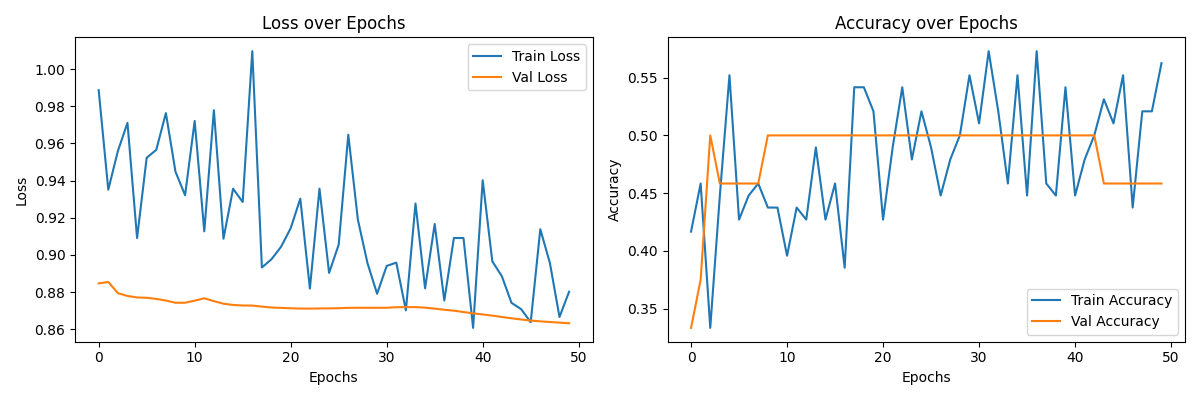 Loss over Epochs
Loss
1.00
0.98
0.96
0.94
0.92
0.90
0.88
0.86
Train Loss
Val Loss
0 10 20 30 40 50
Epochs
Accuracy over Epochs
Accuracy
0.55
0.50
0.45
0.40
0.35
Train Accuracy
Val Accuracy
0 10 20 30 40 50
Epochs